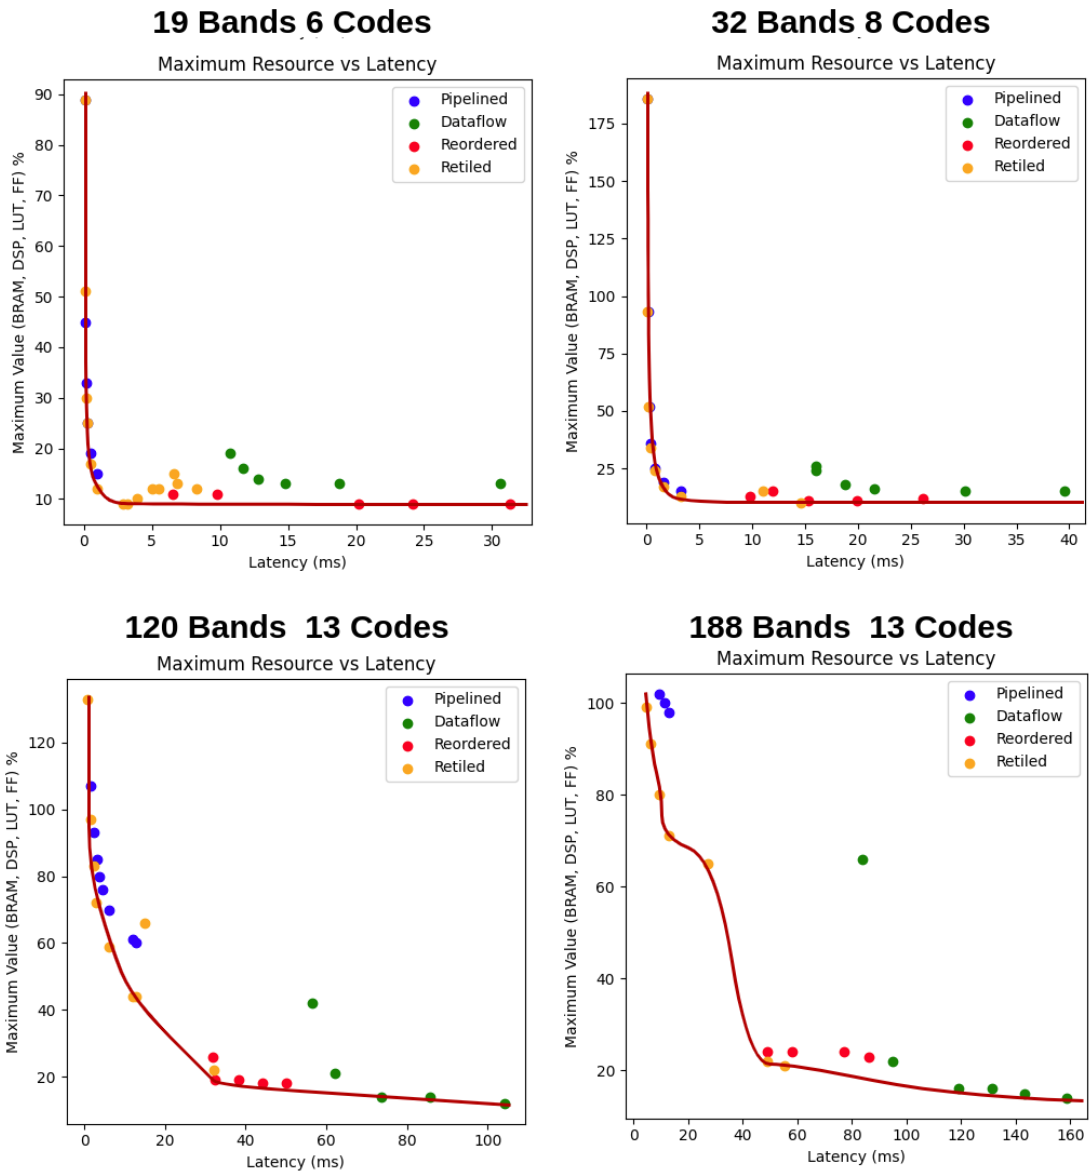 19 Bands 6 Codes
Maximum Resource vs Latency
Maximum Value (BRAM, DSP, LUT, FF) %
90
80
70
60
50
40
30
20
10
Pipelined
Dataflow
Reordered
Retiled
0 5 10 15 20 25 30
Latency (ms)
32 Bands 8 Codes
Maximum Resource vs Latency
Maximum Value (BRAM, DSP, LUT, FF) %
175
150
125
100
75
50
25
Pipelined
Dataflow
Reordered
Retiled
0 5 10 15 20 25 30 35 40
Latency (ms)
120 Bands  13 Codes
Maximum Resource vs Latency
Maximum Value (BRAM, DSP, LUT, FF) %
120
100
80
60
40
20
Pipelined
Dataflow
Reordered
Retiled
0 20 40 60 80 100
Latency (ms)
188 Bands  13 Codes
Maximum Resource vs Latency
Maximum Value (BRAM, DSP, LUT, FF) %
100
80
60
40
20
Pipelined
Dataflow
Reordered
Retiled
0 20 40 60 80 100 120 140 160
Latency (ms)